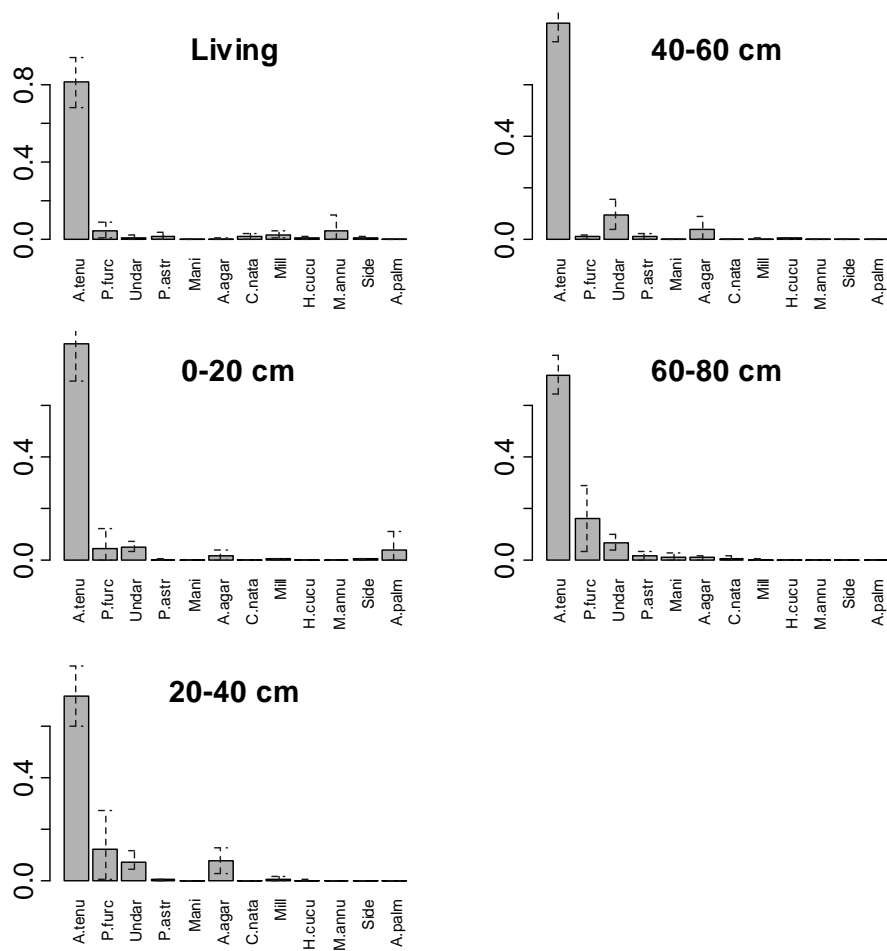 Living
0.0 0.4 0.8
A.tenu P.furc Undar P.astr Mani A.agar C.nata Mill H.cucu M.annu Side A.palm
40-60 cm
0.0 0.4
A.tenu P.furc Undar P.astr Mani A.agar C.nata Mill H.cucu M.annu Side A.palm
0-20 cm
0.0 0.4
A.tenu P.furc Undar P.astr Mani A.agar C.nata Mill H.cucu M.annu Side A.palm
60-80 cm
0.0 0.4
A.tenu P.furc Undar P.astr Mani A.agar C.nata Mill H.cucu M.annu Side A.palm
20-40 cm
0.0 0.4
A.tenu P.furc Undar P.astr Mani A.agar C.nata Mill H.cucu M.annu Side A.palm